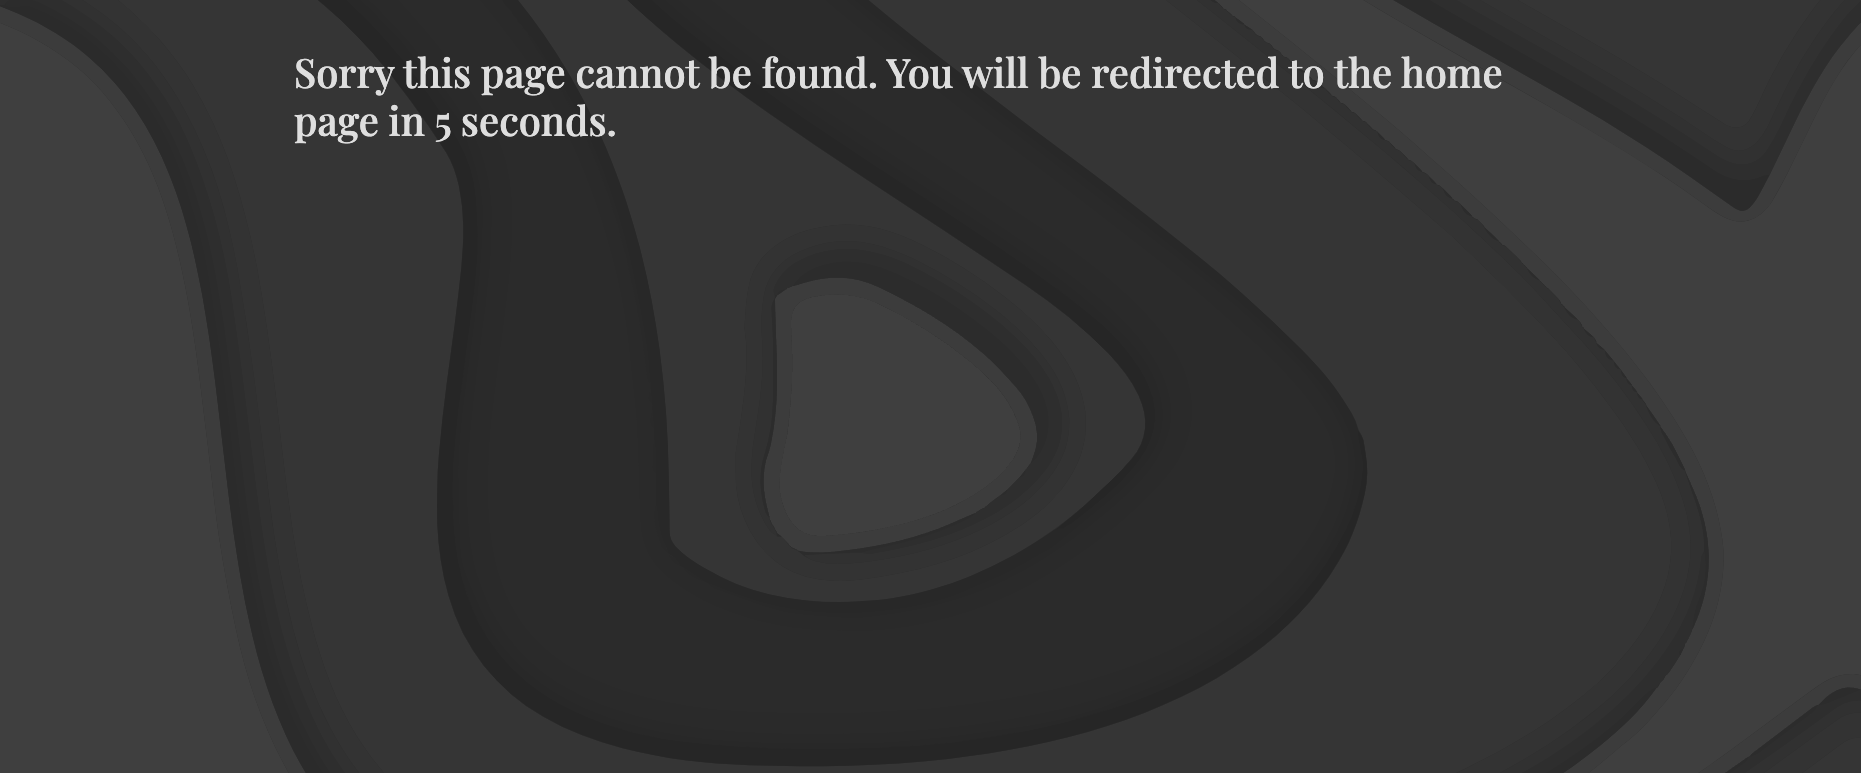 Sorry this page cannot be found. You will be redirected to the home
page in 5 seconds.